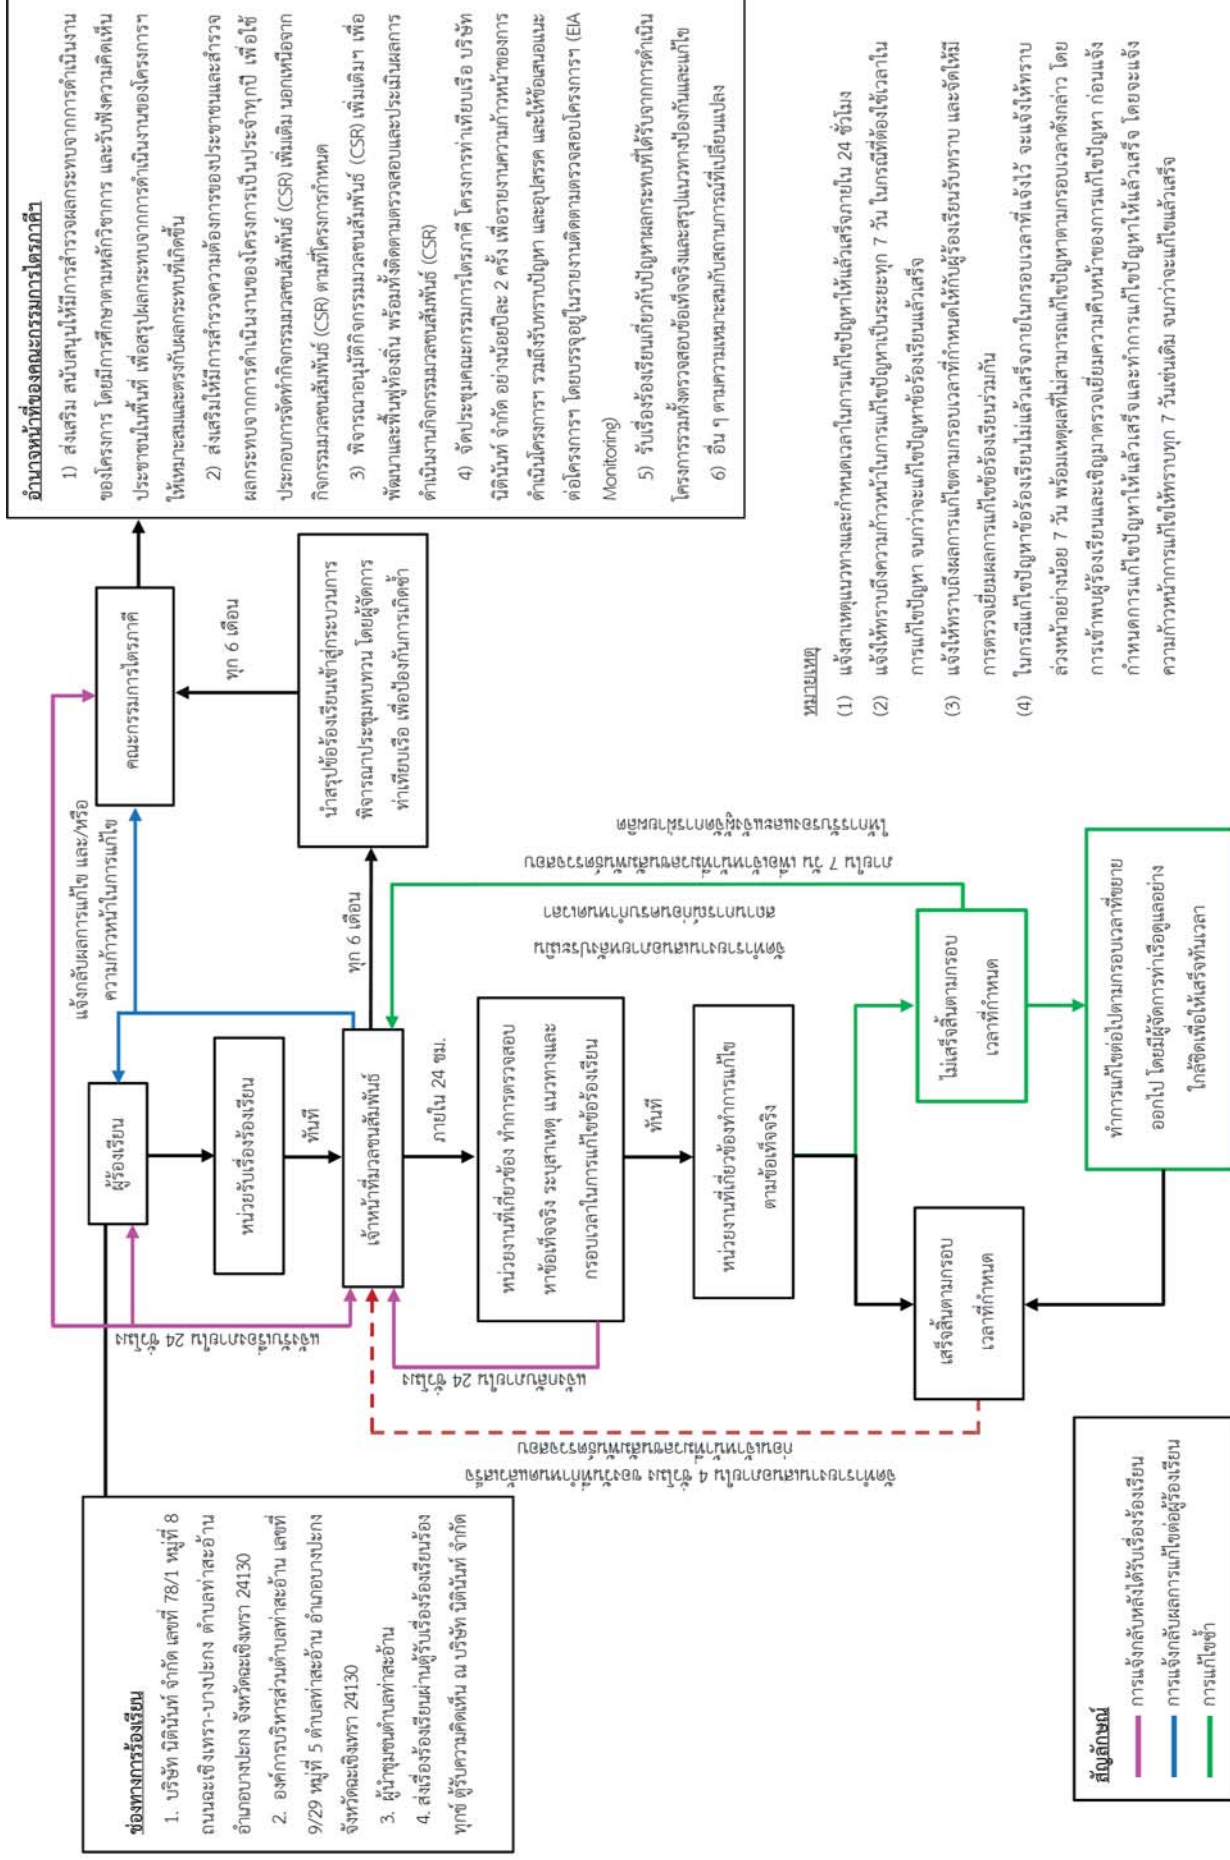 ช่องทางการร้องเรียน
1. บริษัท นิตินันท์ จำกัด เลขที่ 78/1 หมู่ที่ 8
ถนนฉะเชิงเทรา-บางปะกง ตำบลท่าสะอ้าน
อำเภอบางปะกง จังหวัดฉะเชิงเทรา 24130
2. องค์การบริหารส่วนตำบลท่าสะอ้าน เลขที่
9/29 หมู่ที่ 5 ตำบลท่าสะอ้าน อำเภอบางปะกง
จังหวัดฉะเชิงเทรา 24130
3. ผู้นำชุมชนตำบลท่าสะอ้าน
4. ส่งเรื่องร้องเรียนผ่านตู้รับเรื่องร้องเรียนร้อง
ทุกข์ ตู้รับความคิดเห็น ณ บริษัท นิตินันท์ จำกัด
ผู้ร้องเรียน
หน่วยรับเรื่องร้องเรียน
ทันที
เจ้าหน้าที่มวลชนสัมพันธ์
ภายใน 24 ชม.
หน่วยงานที่เกี่ยวข้อง ทำการตรวจสอบ
หาข้อเท็จจริง ระบุสาเหตุ แนวทางและ
กรอบเวลาในการแก้ไขข้อร้องเรียน
ทันที
หน่วยงานที่เกี่ยวข้องทำการแก้ไข
ตามข้อเท็จจริง
เสร็จสิ้นตามกรอบ
เวลาที่กำหนด
ไม่เสร็จสิ้นตามกรอบ
เวลาที่กำหนด
ทำการแก้ไขต่อไปตามกรอบเวลาที่ขยาย
ออกไป โดยมีผู้จัดการท่าเรือดูแลอย่าง
ใกล้ชิดเพื่อให้เสร็จทันเวลา
แจ้งรับเรื่องภายใน 24 ชั่วโมง
แจ้งกลับภายใน 24 ชั่วโมง
จัดทำรายงานเสนอภายใน 4 ชั่วโมง ของวันที่กำหนดแล้วเสร็จ
ก่อนเจ้าหน้าที่มวลชนสัมพันธ์ตรวจสอบ
จัดทำรายงานเสนอภายหลังประเมิน
สถานการณ์ก่อนครบกำหนดเวลา
ภายใน 7 วัน เพื่อเจ้าหน้าที่มวลชนสัมพันธ์ตรวจสอบ
ให้การรับรองและแจ้งผู้จัดการฝ่ายผลิต
แจ้งกลับผลการแก้ไข และ/หรือ
ความก้าวหน้าในการแก้ไข
ทุก 6 เดือน
นำสรุปข้อร้องเรียนเข้าสู่กระบวนการ
พิจารณาประชุมทบทวน โดยผู้จัดการ
ท่าเทียบเรือ เพื่อป้องกันการเกิดซ้ำ
ทุก 6 เดือน
คณะกรรมการไตรภาคี
อำนาจหน้าที่ของคณะกรรมการไตรภาคีฯ
1) ส่งเสริม สนับสนุนให้มีการสำรวจผลกระทบจากการดำเนินงาน
ของโครงการ โดยมีการศึกษาตามหลักวิชาการ และรับฟังความคิดเห็น
ประชาชนในพื้นที่ เพื่อสรุปผลกระทบจากการดำเนินงานของโครงการฯ
ให้เหมาะสมและตรงกับผลกระทบที่เกิดขึ้น
2) ส่งเสริมให้มีการสำรวจความต้องการของประชาชนและสำรวจ
ผลกระทบจากการดำเนินงานของโครงการเป็นประจำทุกปี เพื่อใช้
ประกอบการจัดทำกิจกรรมมวลชนสัมพันธ์ (CSR) เพิ่มเติม นอกเหนือจาก
กิจกรรมมวลชนสัมพันธ์ (CSR) ตามที่โครงการกำหนด
3) พิจารณาอนุมัติกิจกรรมมวลชนสัมพันธ์ (CSR) เพิ่มเติมฯ เพื่อ
พัฒนาและฟื้นฟูท้องถิ่น พร้อมทั้งติดตามตรวจสอบและประเมินผลการ
ดำเนินงานกิจกรรมมวลชนสัมพันธ์ (CSR)
4) จัดประชุมคณะกรรมการไตรภาคี โครงการท่าเทียบเรือ บริษัท
นิตินันท์ จำกัด อย่างน้อยปีละ 2 ครั้ง เพื่อรายงานความก้าวหน้าของการ
ดำเนินโครงการฯ รวมถึงรับทราบปัญหา และอุปสรรค และให้ข้อเสนอแนะ
ต่อโครงการฯ โดยบรรจุอยู่ในรายงานติดตามตรวจสอบโครงการฯ (EIA
Monitoring)
5) รับเรื่องร้องเรียนเกี่ยวกับปัญหาผลกระทบที่ได้รับจากการดำเนิน
โครงการรวมทั้งตรวจสอบข้อเท็จจริงและสรุปแนวทางป้องกันและแก้ไข
6) อื่น ๆ ตามความเหมาะสมกับสถานการณ์ที่เปลี่ยนแปลง
หมายเหตุ
(1) แจ้งสาเหตุแนวทางและกำหนดเวลาในการแก้ไขปัญหาให้แล้วเสร็จภายใน 24 ชั่วโมง
(2) แจ้งให้ทราบถึงความก้าวหน้าในการแก้ไขปัญหาเป็นระยะทุก 7 วัน ในกรณีที่ต้องใช้เวลาใน
การแก้ไขปัญหา จนกว่าจะแก้ไขปัญหาข้อร้องเรียนแล้วเสร็จ
(3) แจ้งให้ทราบถึงผลการแก้ไขตามกรอบเวลาที่กำหนดให้กับผู้ร้องเรียนรับทราบ และจัดให้มี
การตรวจเยี่ยมผลการแก้ไขข้อร้องเรียนร่วมกัน
(4) ในกรณีแก้ไขปัญหาข้อร้องเรียนไม่แล้วเสร็จภายในกรอบเวลาที่แจ้งไว้ จะแจ้งให้ทราบ
ล่วงหน้าอย่างน้อย 7 วัน พร้อมเหตุผลที่ไม่สามารถแก้ไขปัญหาตามกรอบเวลาดังกล่าว โดย
การเข้าพบผู้ร้องเรียนและเชิญมาตรวจเยี่ยมความคืบหน้าของการแก้ไขปัญหา ก่อนแจ้ง
กำหนดการแก้ไขปัญหาให้แล้วเสร็จและทำการแก้ไขปัญหาให้แล้วเสร็จ โดยจะแจ้ง
ความก้าวหน้าการแก้ไขให้ทราบทุก 7 วันเช่นเดิม จนกว่าจะแก้ไขแล้วเสร็จ
สัญลักษณ์
การแจ้งกลับหลังได้รับเรื่องร้องเรียน
การแจ้งกลับผลการแก้ไขต่อผู้ร้องเรียน
การแก้ไขซ้ำ